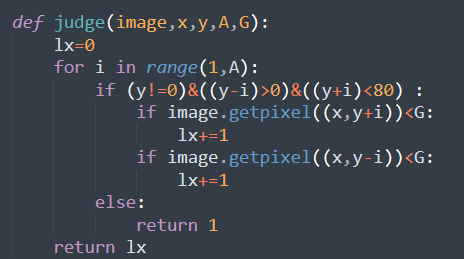 def judge(image,x,y,A,G):
    lx=0
    for i in range(1,A):
        if (y!=0)&((y-i)>0)&((y+i)<80) :
            if image.getpixel((x,y+i))<G:
                lx+=1
            if image.getpixel((x,y-i))<G:
                lx+=1
        else:
            return 1
    return lx